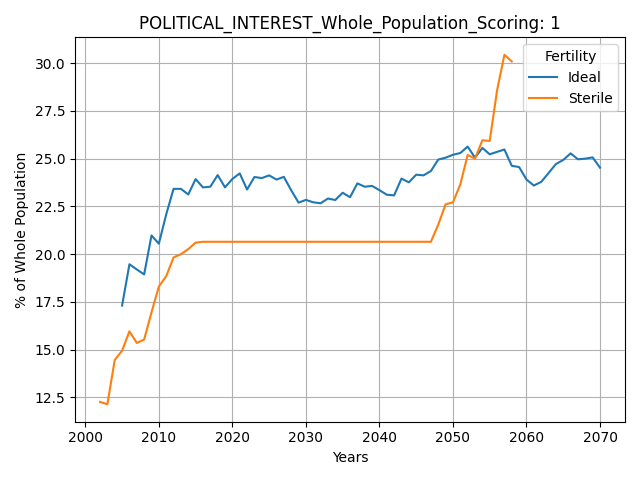 POLITICAL_INTEREST_Whole_Population_Scoring: 1
Fertility
Ideal
Sterile
% of Whole Population
30.0
27.5
25.0
22.5
20.0
17.5
15.0
12.5
2000
2010
2020
2030
2040
2050
2060
2070
Years